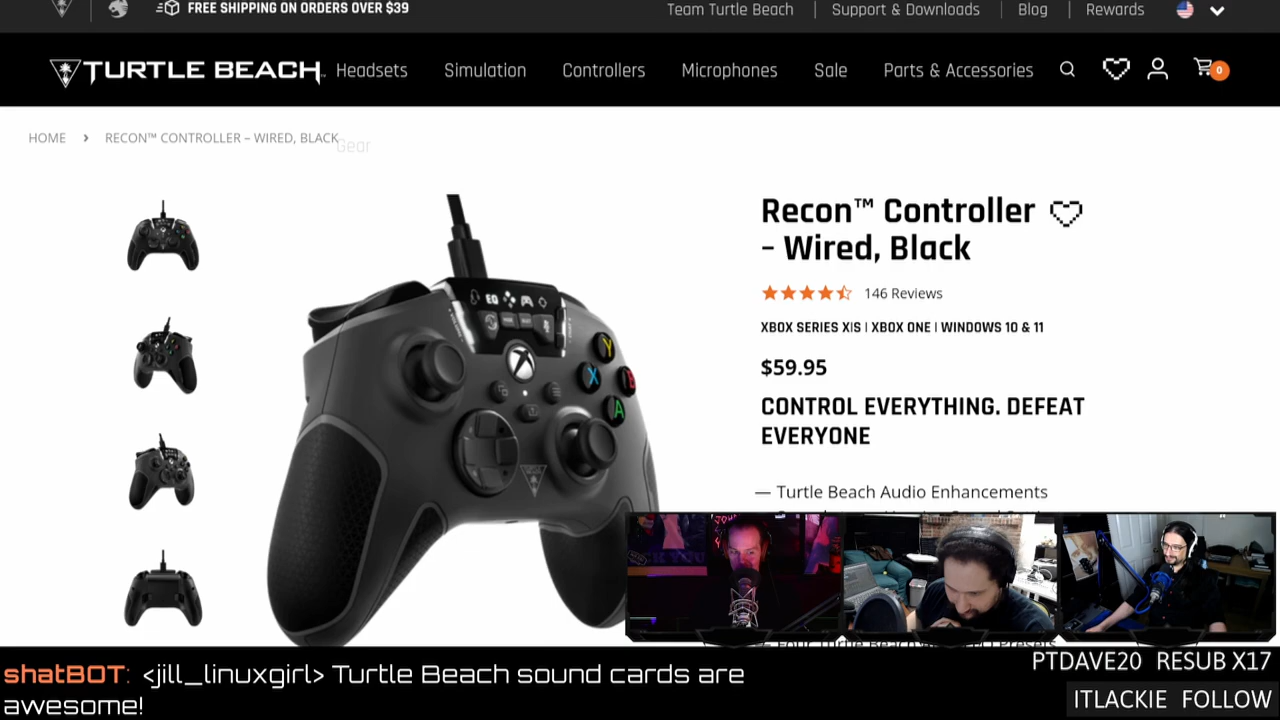 FREE SHIPPING ON ORDERS OVER $39
Team Turtle Beach | Support & Downloads | Blog | Rewards
TURTLE BEACH
Headsets Simulation Controllers Microphones Sale Parts & Accessories 0
HOME › RECON™ CONTROLLER – WIRED, BLACK
Gear
Recon™ Controller
– Wired, Black
146 Reviews
XBOX SERIES X|S | XBOX ONE | WINDOWS 10 & 11
$59.95
CONTROL EVERYTHING. DEFEAT
EVERYONE
— Turtle Beach Audio Enhancements
EQ
Y
X
B
A
shatBOT: <jill_linuxgirl> Turtle Beach sound cards are
awesome!
PTDAVE20 RESUB X17
ITLACKIE FOLLOW